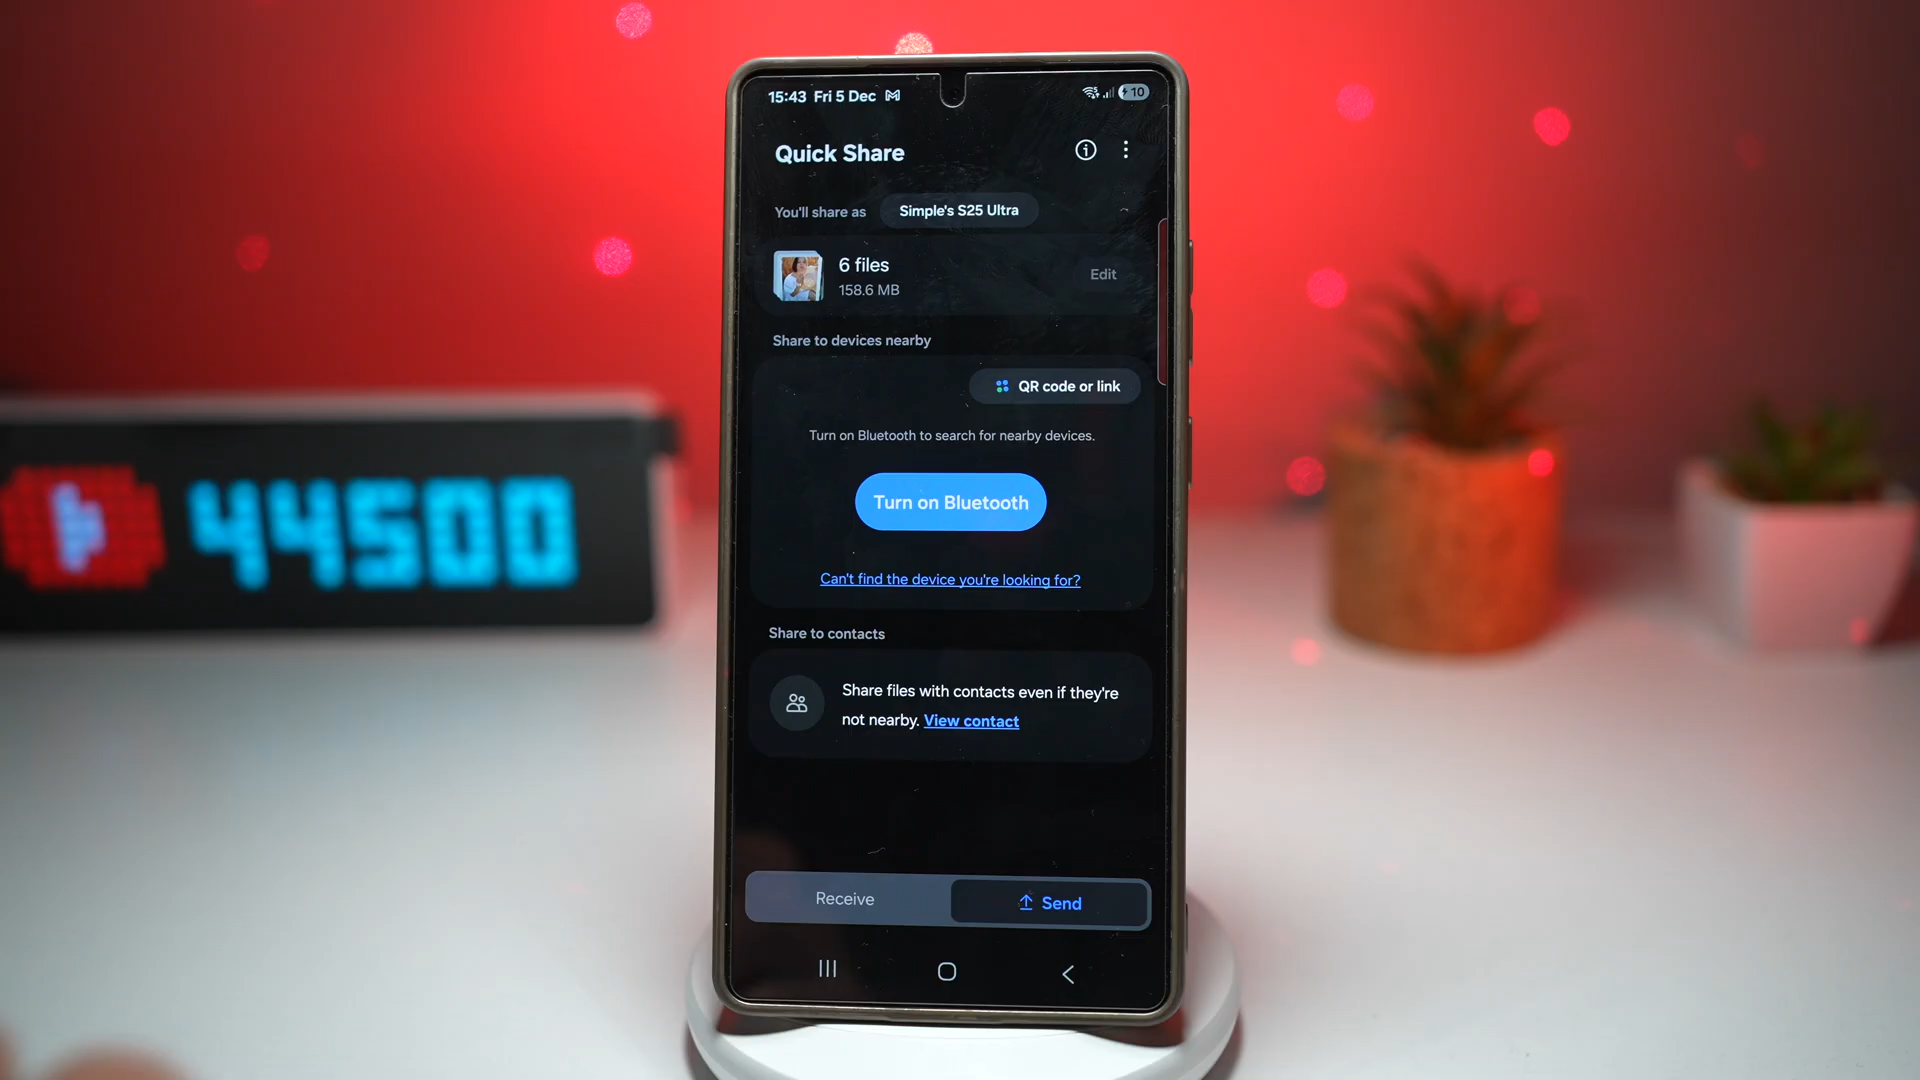 15:43 Fri 5 Dec
10
Quick Share
You'll share as
Simple's S25 Ultra
6 files
158.6 MB
Edit
Share to devices nearby
QR code or link
Turn on Bluetooth to search for nearby devices.
Turn on Bluetooth
Can't find the device you're looking for?
44500
Share to contacts
Share files with contacts even if they're
not nearby. View contact
Receive
Send